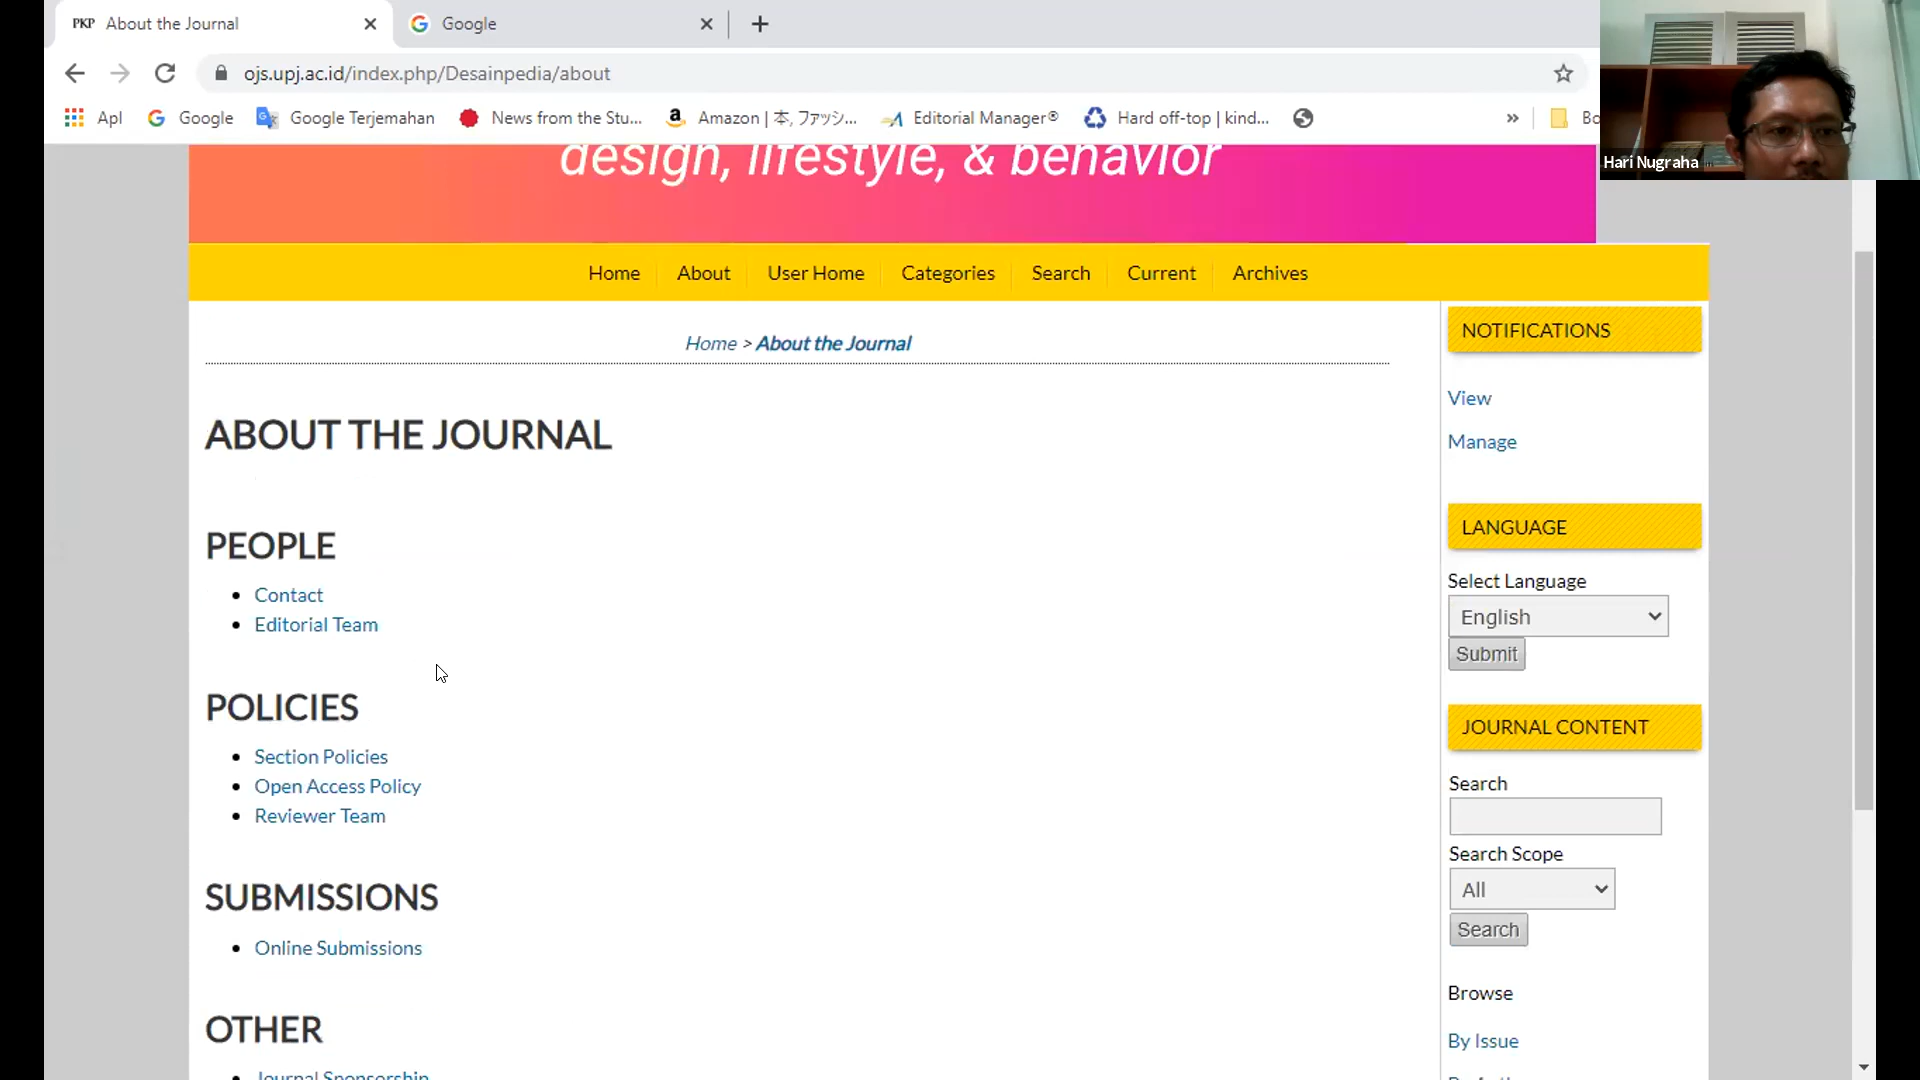 PKP About the Journal
Google
ojs.upj.ac.id/index.php/Desainpedia/about
Apl
Google
Google Terjemahan
News from the Stu...
Amazon | 本, ファッシ...
Editorial Manager®
Hard off-top | kind...
»
Bo
Hari Nugraha
design, lifestyle, & behavior
Home
About
User Home
Categories
Search
Current
Archives
Home > About the Journal
ABOUT THE JOURNAL
PEOPLE
Contact
Editorial Team
POLICIES
Section Policies
Open Access Policy
Reviewer Team
SUBMISSIONS
Online Submissions
OTHER
Journal Sponsorship
NOTIFICATIONS
View
Manage
LANGUAGE
Select Language
English
Submit
JOURNAL CONTENT
Search
Search Scope
All
Search
Browse
By Issue